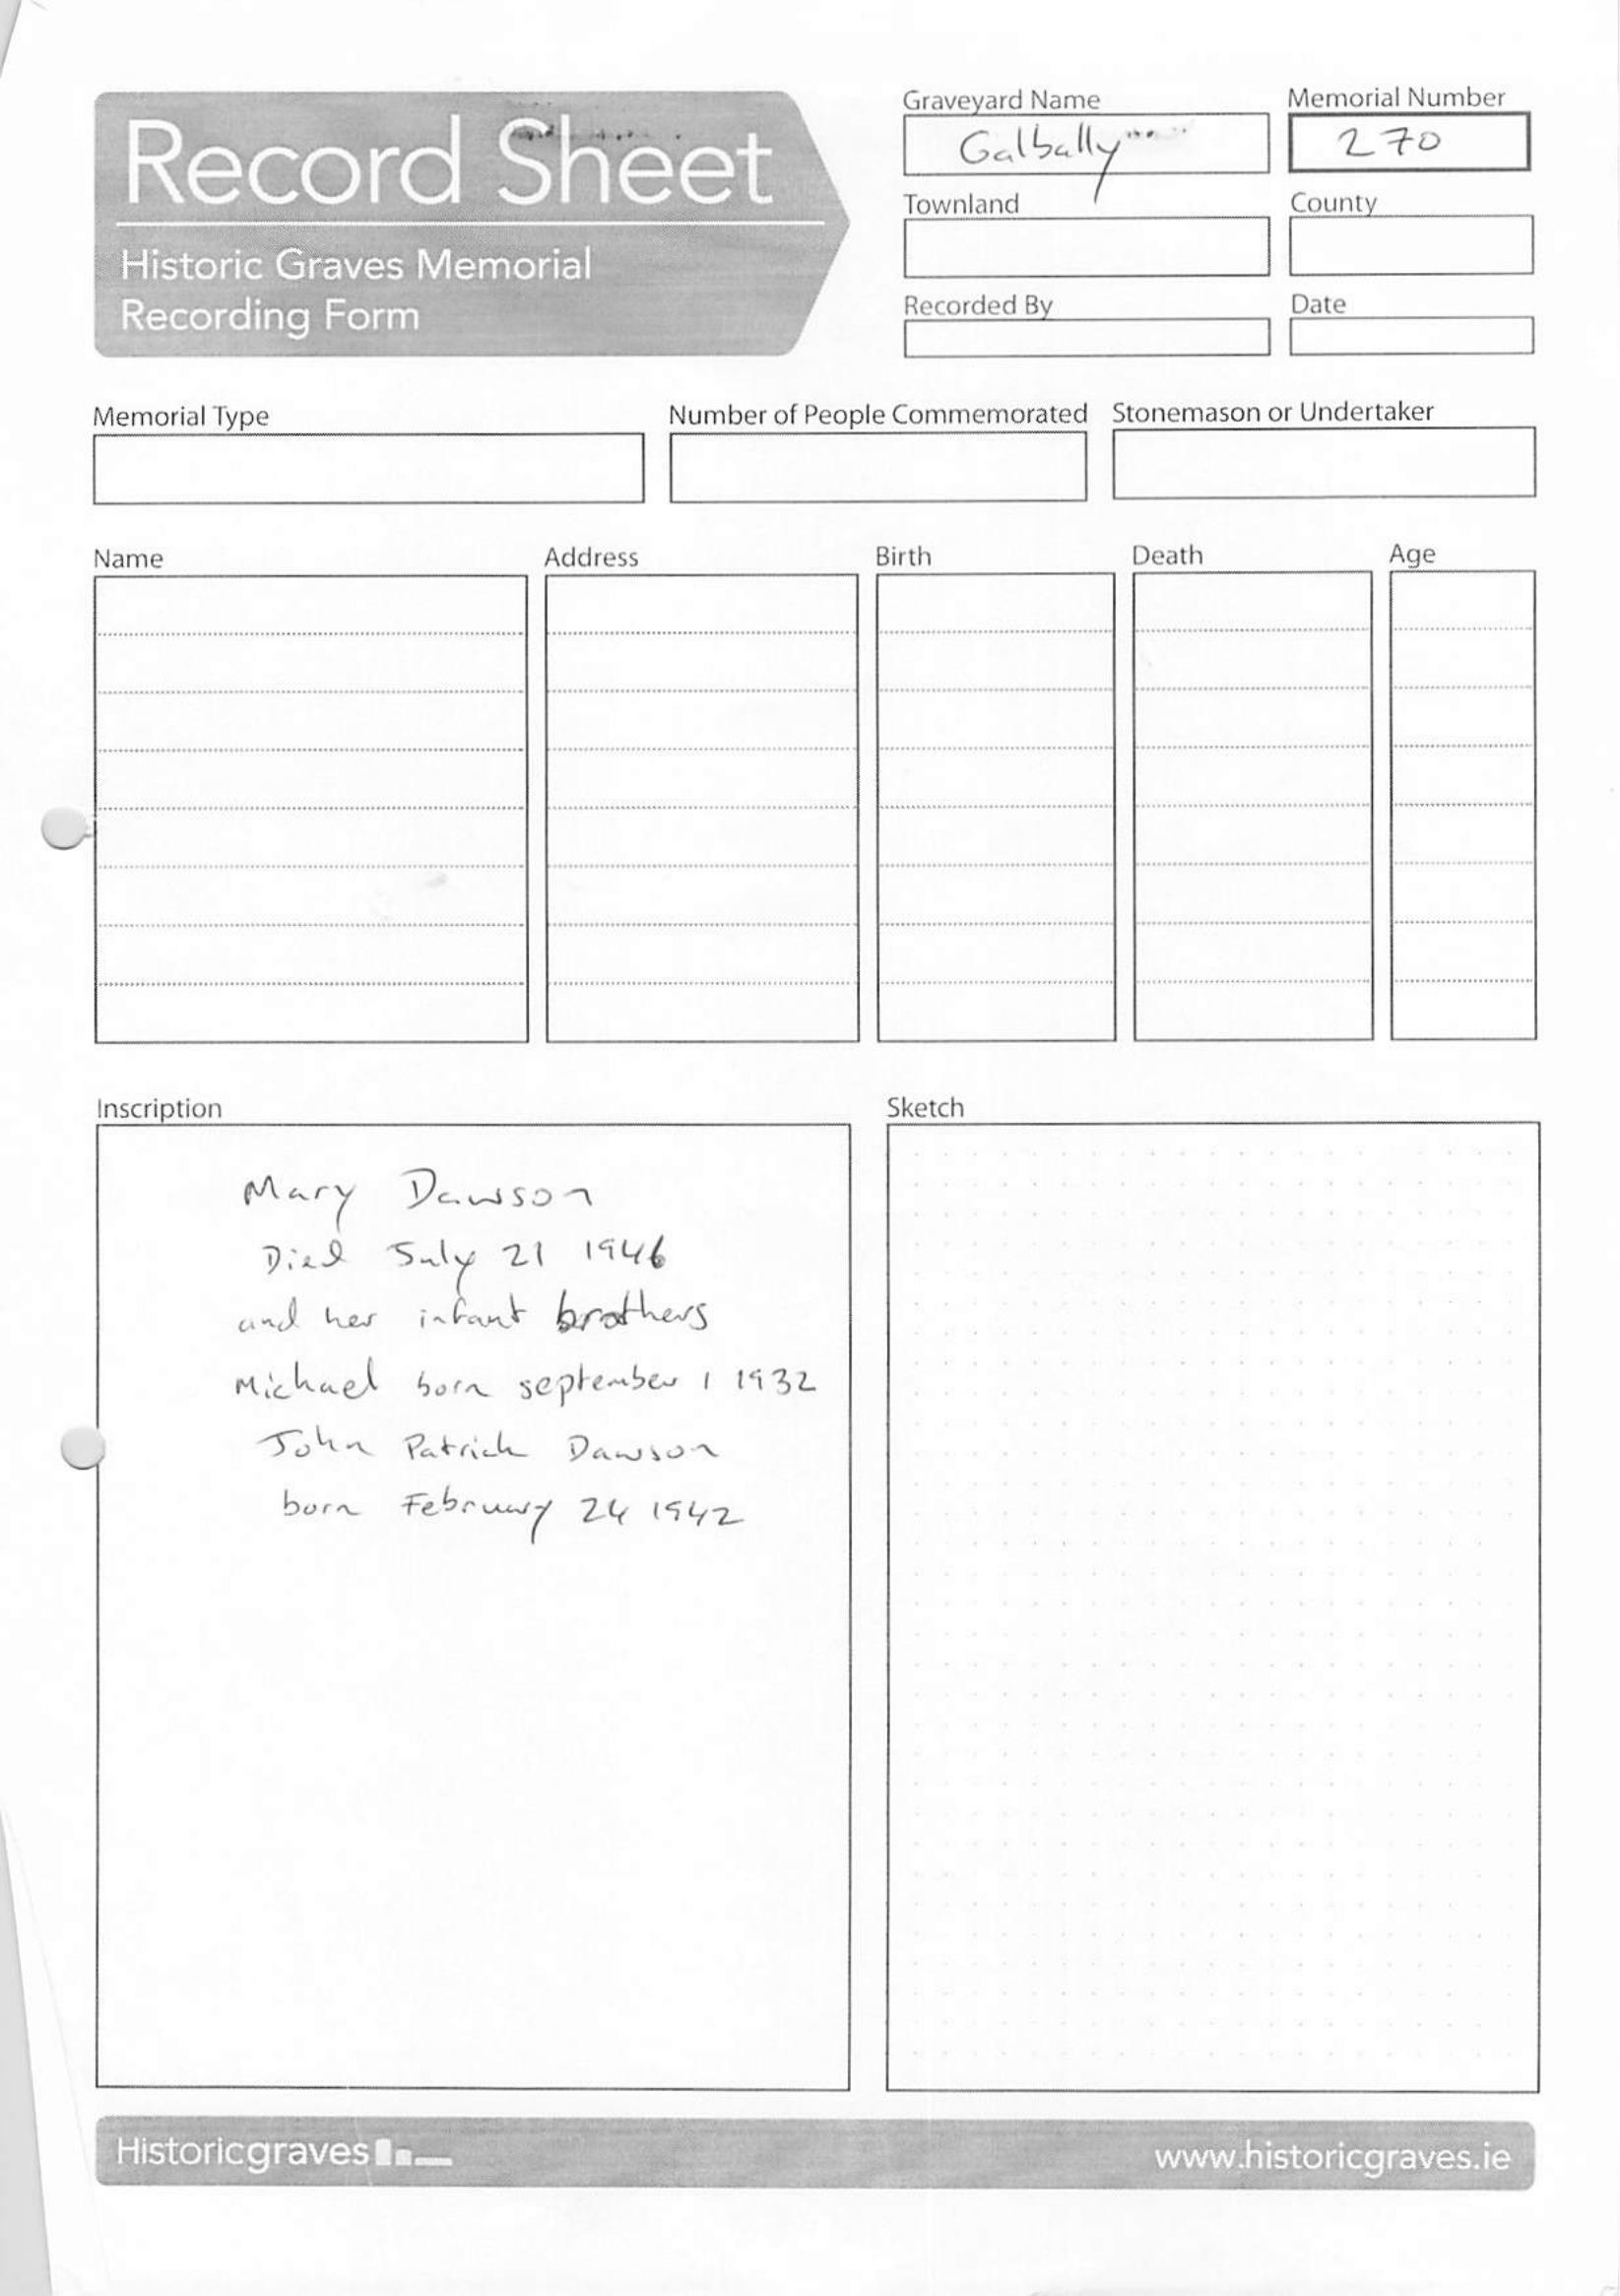 Record Sheet
Historic Graves Memorial
Recording Form
Graveyard Name
Galbally
Memorial Number
270
Townland
County
Recorded By
Date
Memorial Type
Number of People Commemorated
Stonemason or Undertaker
Name
Address
Birth
Death
Age
Inscription
Mary Dawson
Died July 21 1946
and her infant brothers
Michael born september 1 1932
John Patrick Dawson
born February 24 1942
Sketch
Historicgraves
www.historicgraves.ie